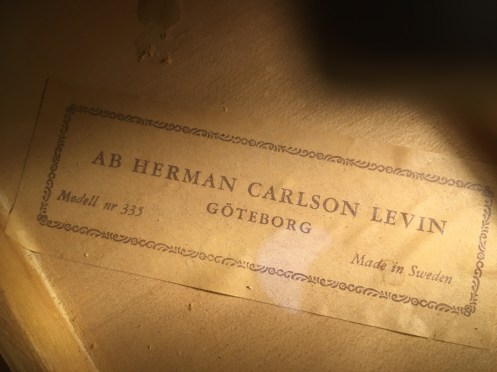 AB HERMAN CARLSON LEVIN
GÖTEBORG
Modell nr 335
Made in Sweden